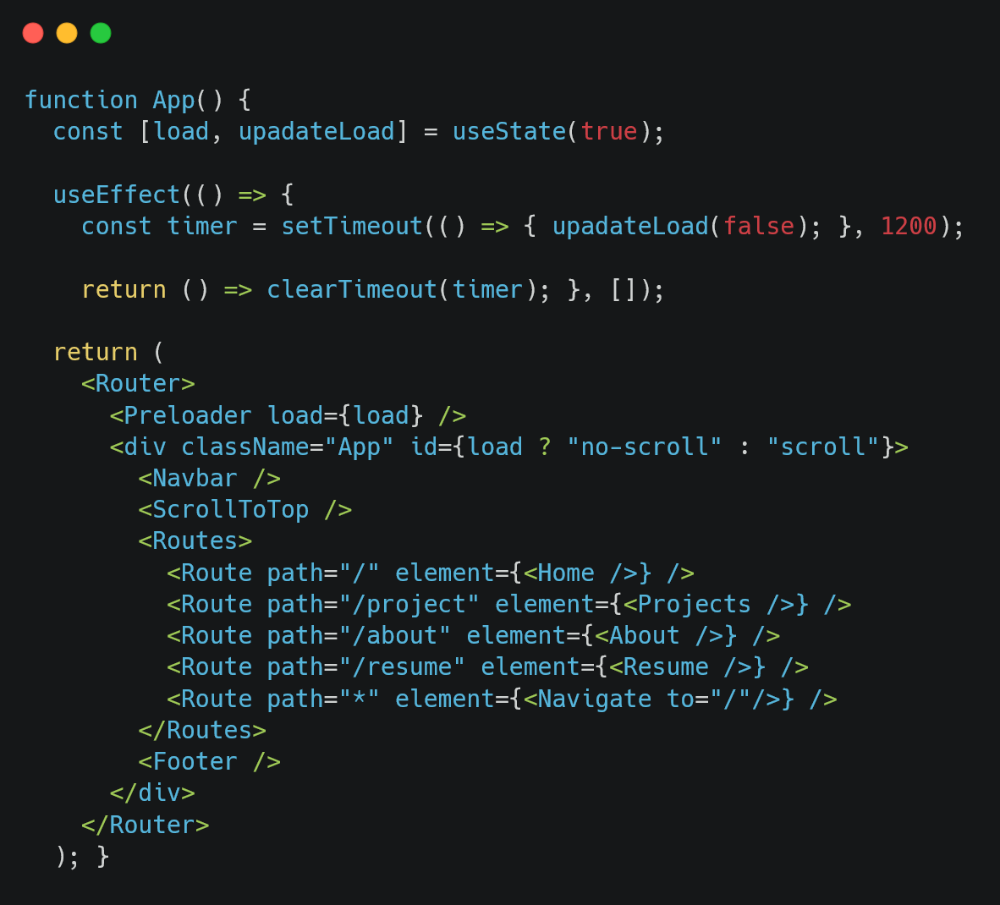 function App() {
  const [load, upadateLoad] = useState(true);

  useEffect(() => {
    const timer = setTimeout(() => { upadateLoad(false); }, 1200);

    return () => clearTimeout(timer); }, []);

  return (
    <Router>
      <Preloader load={load} />
      <div className="App" id={load ? "no-scroll" : "scroll"}>
        <Navbar />
        <ScrollToTop />
        <Routes>
          <Route path="/" element={<Home />} />
          <Route path="/project" element={<Projects />} />
          <Route path="/about" element={<About />} />
          <Route path="/resume" element={<Resume />} />
          <Route path="*" element={<Navigate to="/"/>} />
        </Routes>
        <Footer />
      </div>
    </Router>
  ); }